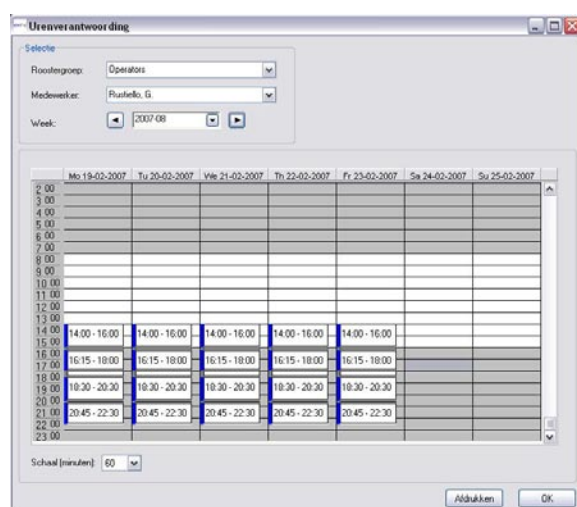 Urenverantwoording
Selectie
Roostergroep: Operators
Medewerker: Rustiello, G.
Week: 2007-08
Mo 19-02-2007 Tu 20-02-2007 We 21-02-2007 Th 22-02-2007 Fr 23-02-2007 Sa 24-02-2007 Su 25-02-2007
2 00
3 00
4 00
5 00
6 00
7 00
8 00
9 00
10 00
11 00
12 00
13 00
14 00
14:00 - 16:00 14:00 - 16:00 14:00 - 16:00 14:00 - 16:00 14:00 - 16:00
15 00
16 00
16:15 - 18:00 16:15 - 18:00 16:15 - 18:00 16:15 - 18:00 16:15 - 18:00
17 00
18 00
18:30 - 20:30 18:30 - 20:30 18:30 - 20:30 18:30 - 20:30 18:30 - 20:30
19 00
20 00
20:45 - 22:30 20:45 - 22:30 20:45 - 22:30 20:45 - 22:30 20:45 - 22:30
21 00
22 00
23 00
Schaal (minuten): 60
Afdrukken OK